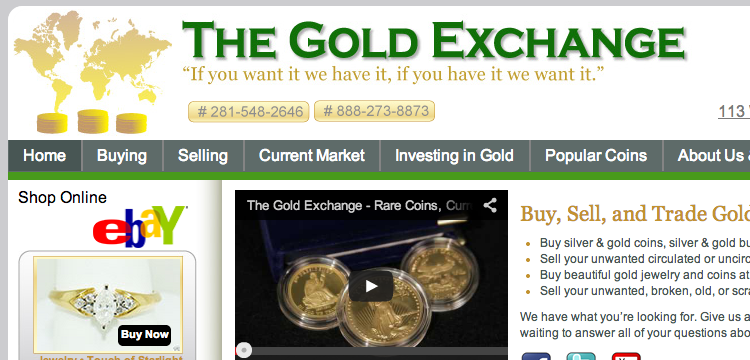 THE GOLD EXCHANGE
“If you want it we have it, if you have it we want it.”
# 281-548-2646 # 888-273-8873
113
Home Buying Selling Current Market Investing in Gold Popular Coins About Us &
Shop Online
ebaY
Buy Now
Jewelry • Touch of Starlight
The Gold Exchange - Rare Coins, Curr
Buy, Sell, and Trade Gold
• Buy silver & gold coins, silver & gold bu
• Sell your unwanted circulated or uncirc
• Buy beautiful gold jewelry and coins at
• Sell your unwanted, broken, old, or scra
We have what you’re looking for. Give us a
waiting to answer all of your questions abo